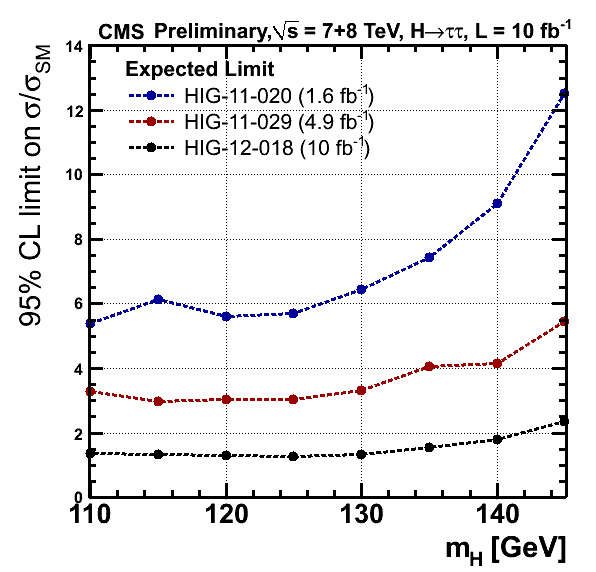 CMS Preliminary,√s = 7+8 TeV, H→ττ, L = 10 fb⁻¹
95% CL limit on σ/σ_SM
Expected Limit
HIG-11-020 (1.6 fb⁻¹)
HIG-11-029 (4.9 fb⁻¹)
HIG-12-018 (10 fb⁻¹)
14
12
10
8
6
4
2
0
110 120 130 140
m_H [GeV]